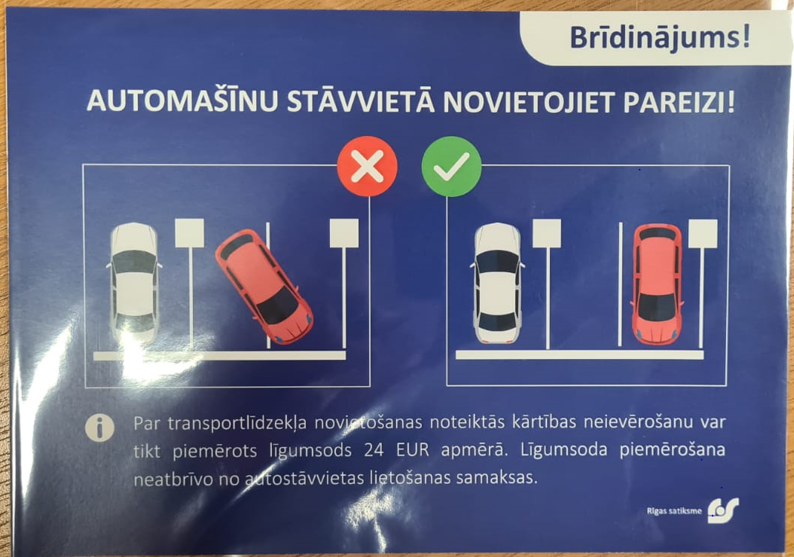 Brīdinājums!
AUTOMAŠĪNU STĀVVIETĀ NOVIETOJIET PAREIZI!
Par transportlīdzekļa novietošanas noteiktās kārtības neievērošanu var
tikt piemērots līgumsods 24 EUR apmērā. Līgumsoda piemērošana
neatbrīvo no autostāvvietas lietošanas samaksas.
Rīgas satiksme